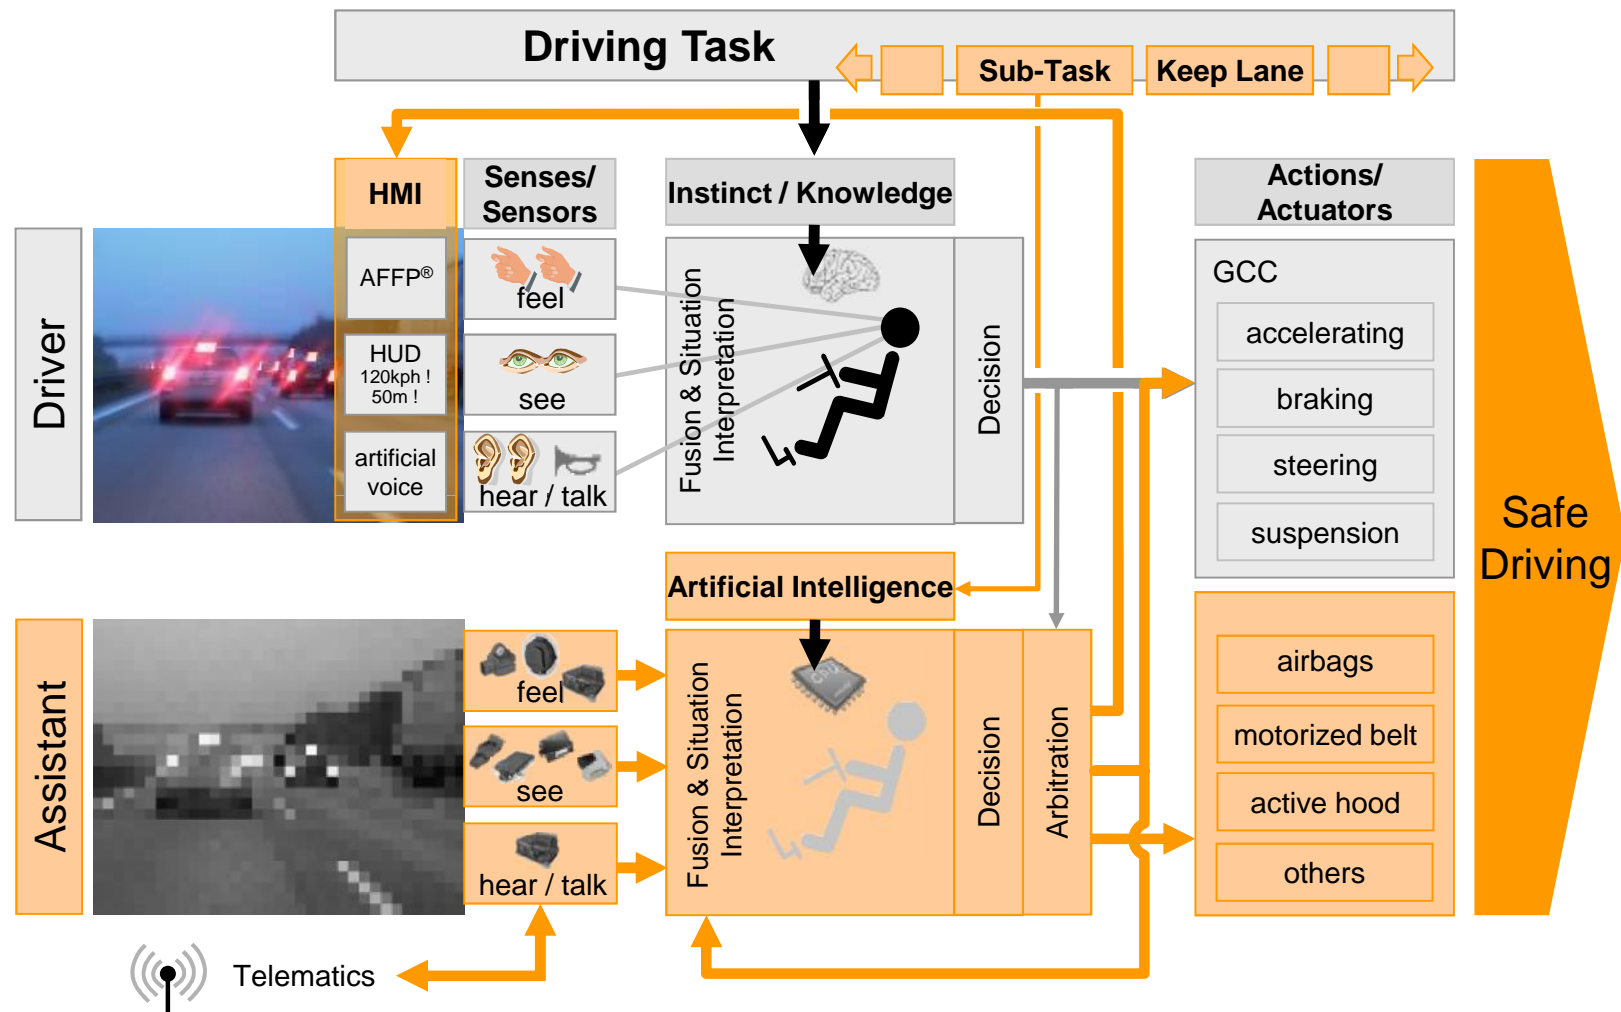 Driving Task
Sub-Task
Keep Lane
HMI
Senses/
Sensors
Instinct / Knowledge
Actions/
Actuators
Driver
AFFP®
HUD
120kph !
50m !
artificial
voice
feel
see
hear / talk
Fusion & Situation
Interpretation
Decision
GCC
accelerating
braking
steering
suspension
Safe
Driving
Artificial Intelligence
Assistant
feel
see
hear / talk
Fusion & Situation
Interpretation
CPU
Decision
Arbitration
airbags
motorized belt
active hood
others
Telematics